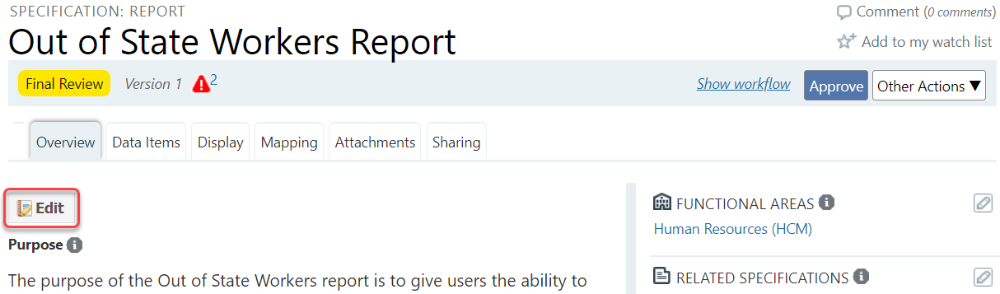 SPECIFICATION: REPORT
Comment (0 comments)
Out of State Workers Report
Add to my watch list
Final Review Version 1 2 Show workflow Approve Other Actions ▼
Overview Data Items Display Mapping Attachments Sharing
Edit
FUNCTIONAL AREAS
Human Resources (HCM)
Purpose
The purpose of the Out of State Workers report is to give users the ability to
RELATED SPECIFICATIONS